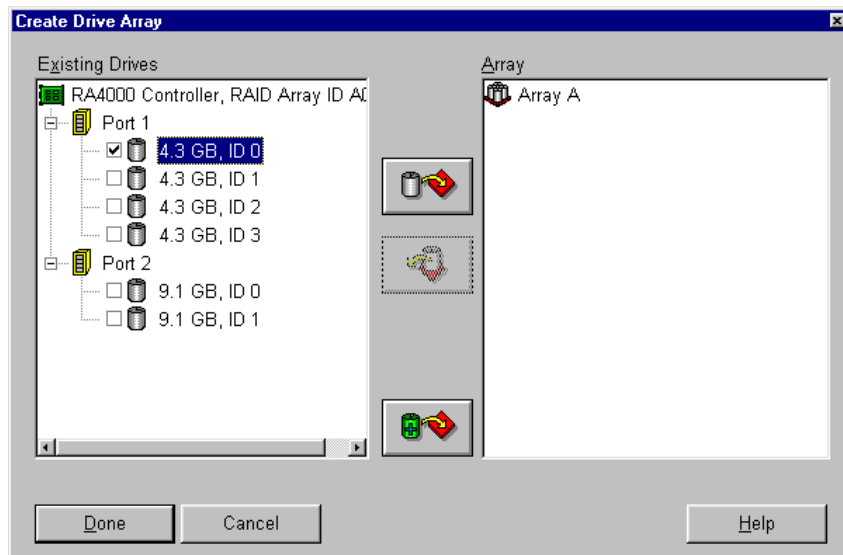 Create Drive Array
Existing Drives
RA4000 Controller, RAID Array ID A0
Port 1
4.3 GB, ID 0
4.3 GB, ID 1
4.3 GB, ID 2
4.3 GB, ID 3
Port 2
9.1 GB, ID 0
9.1 GB, ID 1
Array
Array A
Done
Cancel
Help